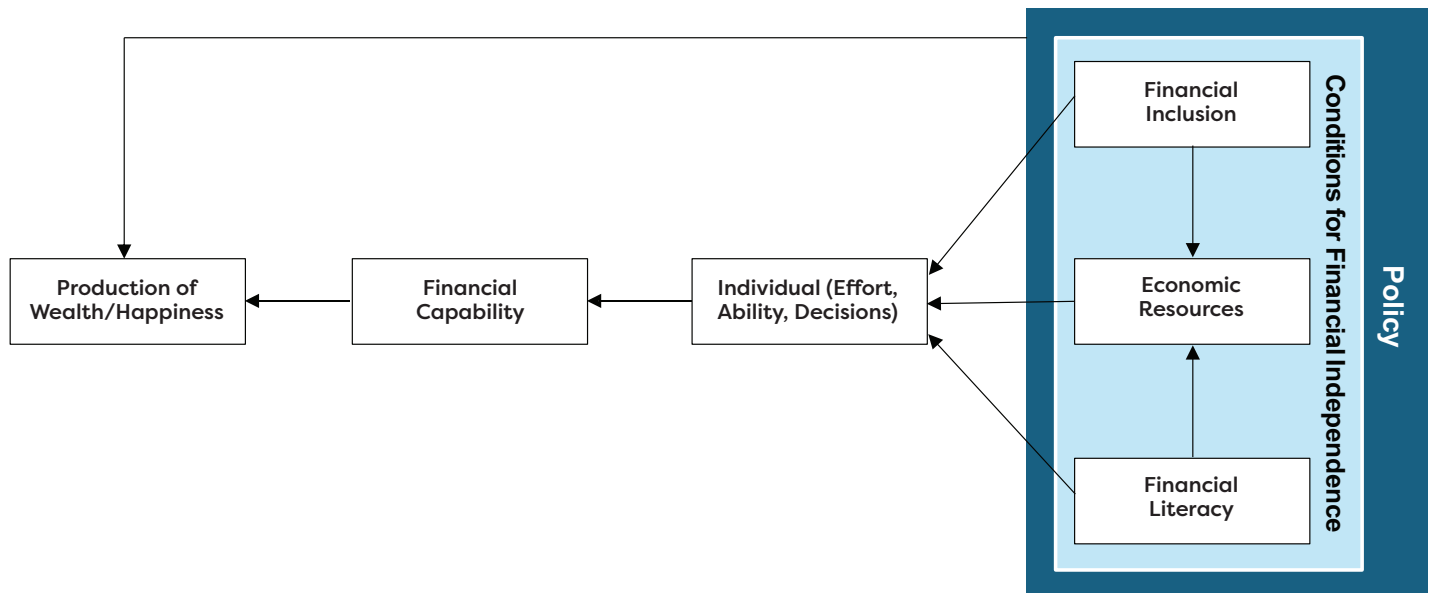 Financial
Inclusion
Conditions for Financial Independence
Policy
Production of
Wealth/Happiness
Financial
Capability
Individual (Effort,
Ability, Decisions)
Economic
Resources
Financial
Literacy